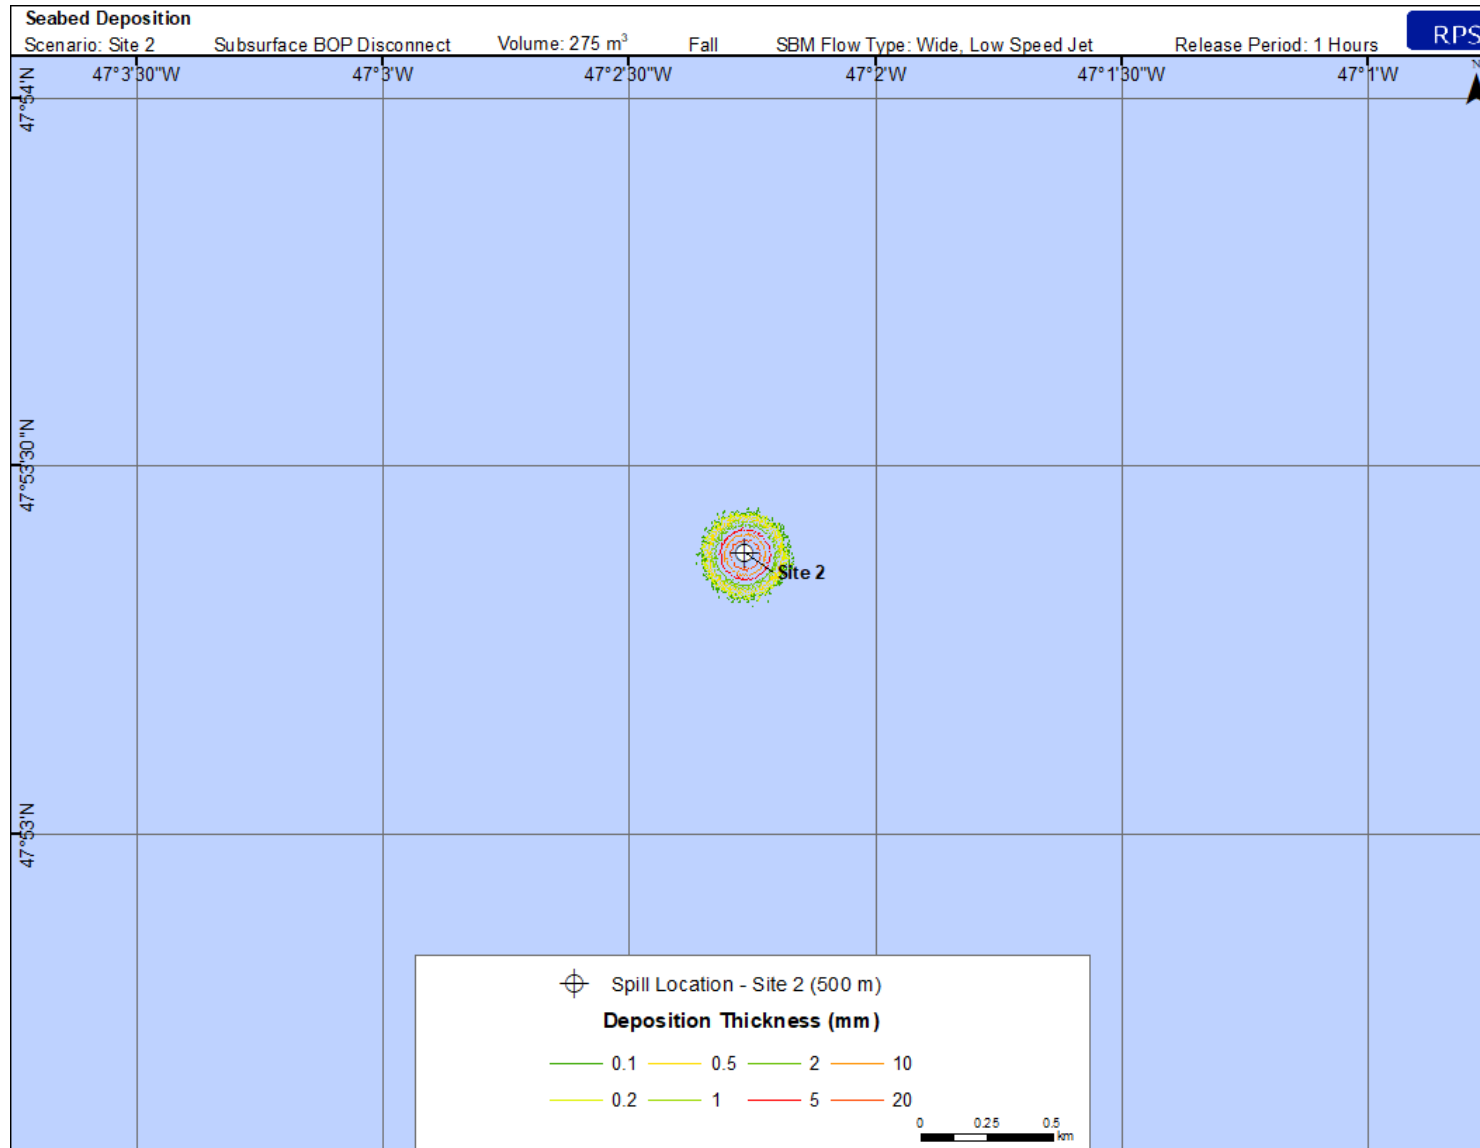 Seabed Deposition
Scenario: Site 2 Subsurface BOP Disconnect Volume: 275 m³ Fall SBM Flow Type: Wide, Low Speed Jet Release Period: 1 Hours RPS
47°3'30"W 47°3'W 47°2'30"W 47°2'W 47°1'30"W 47°1'W N
47°54'N
47°53'30"N
Site 2
47°53'N
Spill Location - Site 2 (500 m)
Deposition Thickness (mm)
0.1 0.5 2 10
0.2 1 5 20
0 0.25 0.5
km